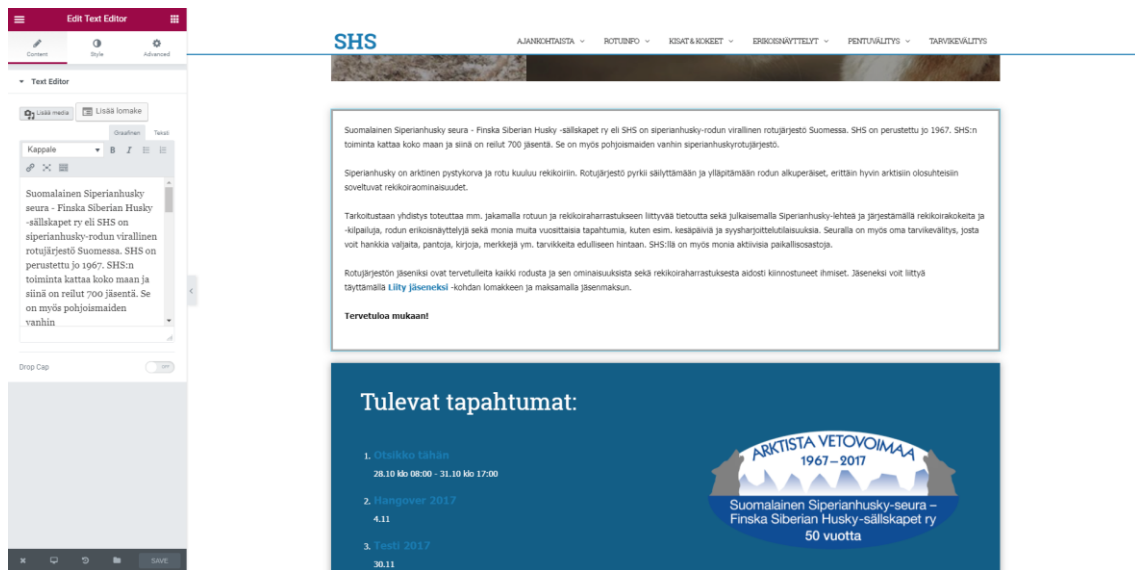 Edit Text Editor
Content
Style
Advanced
Text Editor
Lisää media
Lisää lomake
Graafinen
Teksti
Kappale
B
I
Suomalainen Siperianhusky
seura - Finska Siberian Husky
-sällskapet ry eli SHS on
siperianhusky-rodun virallinen
rotujärjestö Suomessa. SHS on
perustettu jo 1967. SHS:n
toiminta kattaa koko maan ja
siinä on reilut 700 jäsentä. Se
on myös pohjoismaiden
vanhin
Drop Cap
OFF
SAVE
SHS
AJANKOHTAISTA
ROTUINFO
KISAT & KOKEET
ERIKOISNÄYTTELYT
PENTUVÄLITYS
TARVIKEVÄLITYS
Suomalainen Siperianhusky seura - Finska Siberian Husky -sällskapet ry eli SHS on siperianhusky-rodun virallinen rotujärjestö Suomessa. SHS on perustettu jo 1967. SHS:n
toiminta kattaa koko maan ja siinä on reilut 700 jäsentä. Se on myös pohjoismaiden vanhin siperianhuskyrotujärjestö.
Siperianhusky on arktinen pystykorva ja rotu kuuluu rekikoiriin. Rotujärjestö pyrkii säilyttämään ja ylläpitämään rodun alkuperäiset, erittäin hyvin arktisiin olosuhteisiin
soveltuvat rekikoiraominaisuudet.
Tarkoitustaan yhdistys toteuttaa mm. jakamalla rotuun ja rekikoiraharrastukseen liittyvää tietoutta sekä julkaisemalla Siperianhusky-lehteä ja järjestämällä rekikoirakokeita ja
-kilpailuja, rodun erikoisnäyttelyjä sekä monia muita vuosittaisia tapahtumia, kuten esim. kesäpäiviä ja syysharjoittelutilaisuuksia. Seuralla on myös oma tarvikevälitys, josta
voit hankkia valjaita, pantoja, kirjoja, merkkejä ym. tarvikkeita edulliseen hintaan. SHS:llä on myös monia aktiivisia paikallisosastoja.
Rotujärjestön jäseniksi ovat tervetulleita kaikki rodusta ja sen ominaisuuksista sekä rekikoiraharrastuksesta aidosti kiinnostuneet ihmiset. Jäseneksi voit liittyä
täyttämällä Liity jäseneksi -kohdan lomakkeen ja maksamalla jäsenmaksun.
Tervetuloa mukaan!
Tulevat tapahtumat:
1. Otsikko tähän
28.10 klo 08:00 - 31.10 klo 17:00
2. Hangover 2017
4.11
3. Testi 2017
30.11
ARKTISTA VETOVOIMAA
1967–2017
Suomalainen Siperianhusky-seura –
Finska Siberian Husky-sällskapet ry
50 vuotta